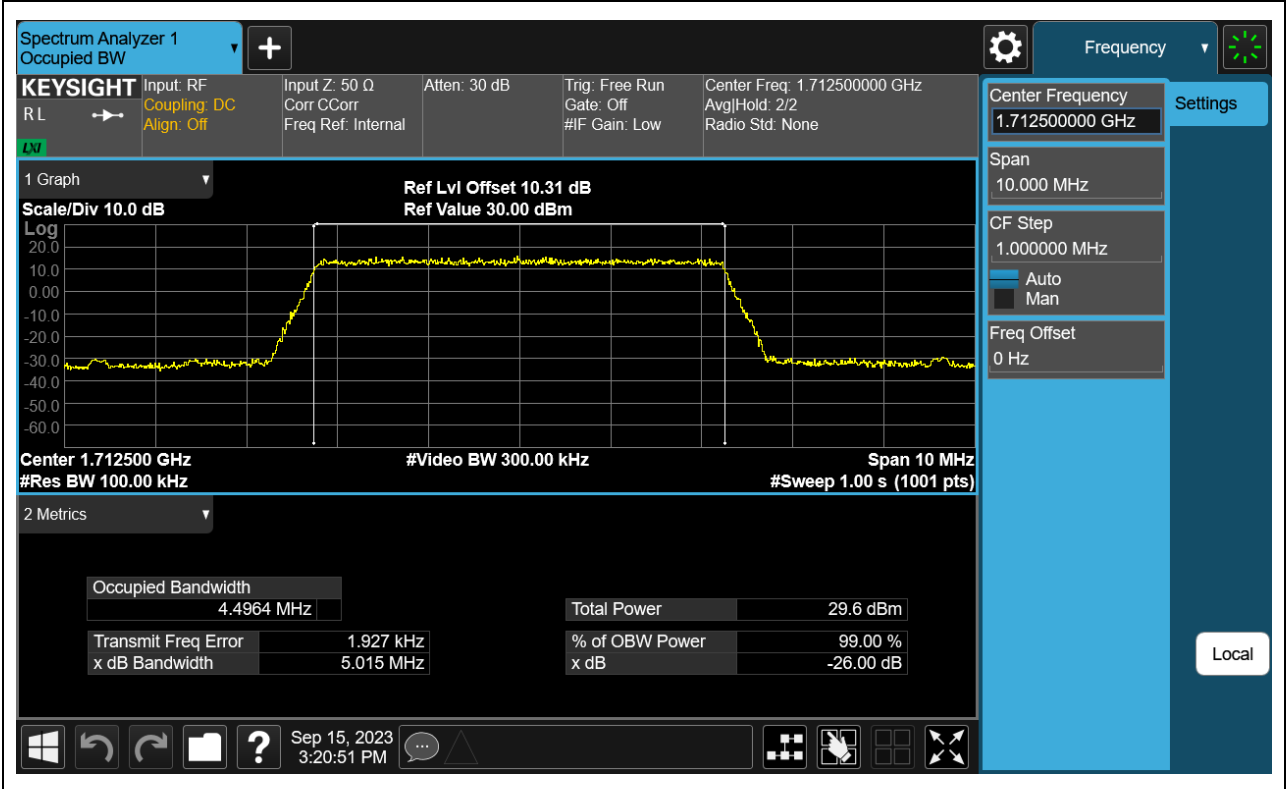 Spectrum Analyzer 1
Occupied BW
+
Frequency
KEYSIGHT
R L
LXI
Input: RF
Coupling: DC
Align: Off
Input Z: 50 Ω
Corr CCorr
Freq Ref: Internal
Atten: 30 dB
Trig: Free Run
Gate: Off
#IF Gain: Low
Center Freq: 1.712500000 GHz
Avg|Hold: 2/2
Radio Std: None
Center Frequency
1.712500000 GHz
Settings
Span
10.000 MHz
CF Step
1.000000 MHz
Auto
Man
Freq Offset
0 Hz
Local
1 Graph
Scale/Div 10.0 dB
Ref Lvl Offset 10.31 dB
Ref Value 30.00 dBm
Log
20.0
10.0
0.00
-10.0
-20.0
-30.0
-40.0
-50.0
-60.0
Center 1.712500 GHz
#Video BW 300.00 kHz
Span 10 MHz
#Res BW 100.00 kHz
#Sweep 1.00 s (1001 pts)
2 Metrics
Occupied Bandwidth
4.4964 MHz
Total Power 29.6 dBm
Transmit Freq Error 1.927 kHz
% of OBW Power 99.00 %
x dB Bandwidth 5.015 MHz
x dB -26.00 dB
?
Sep 15, 2023
3:20:51 PM